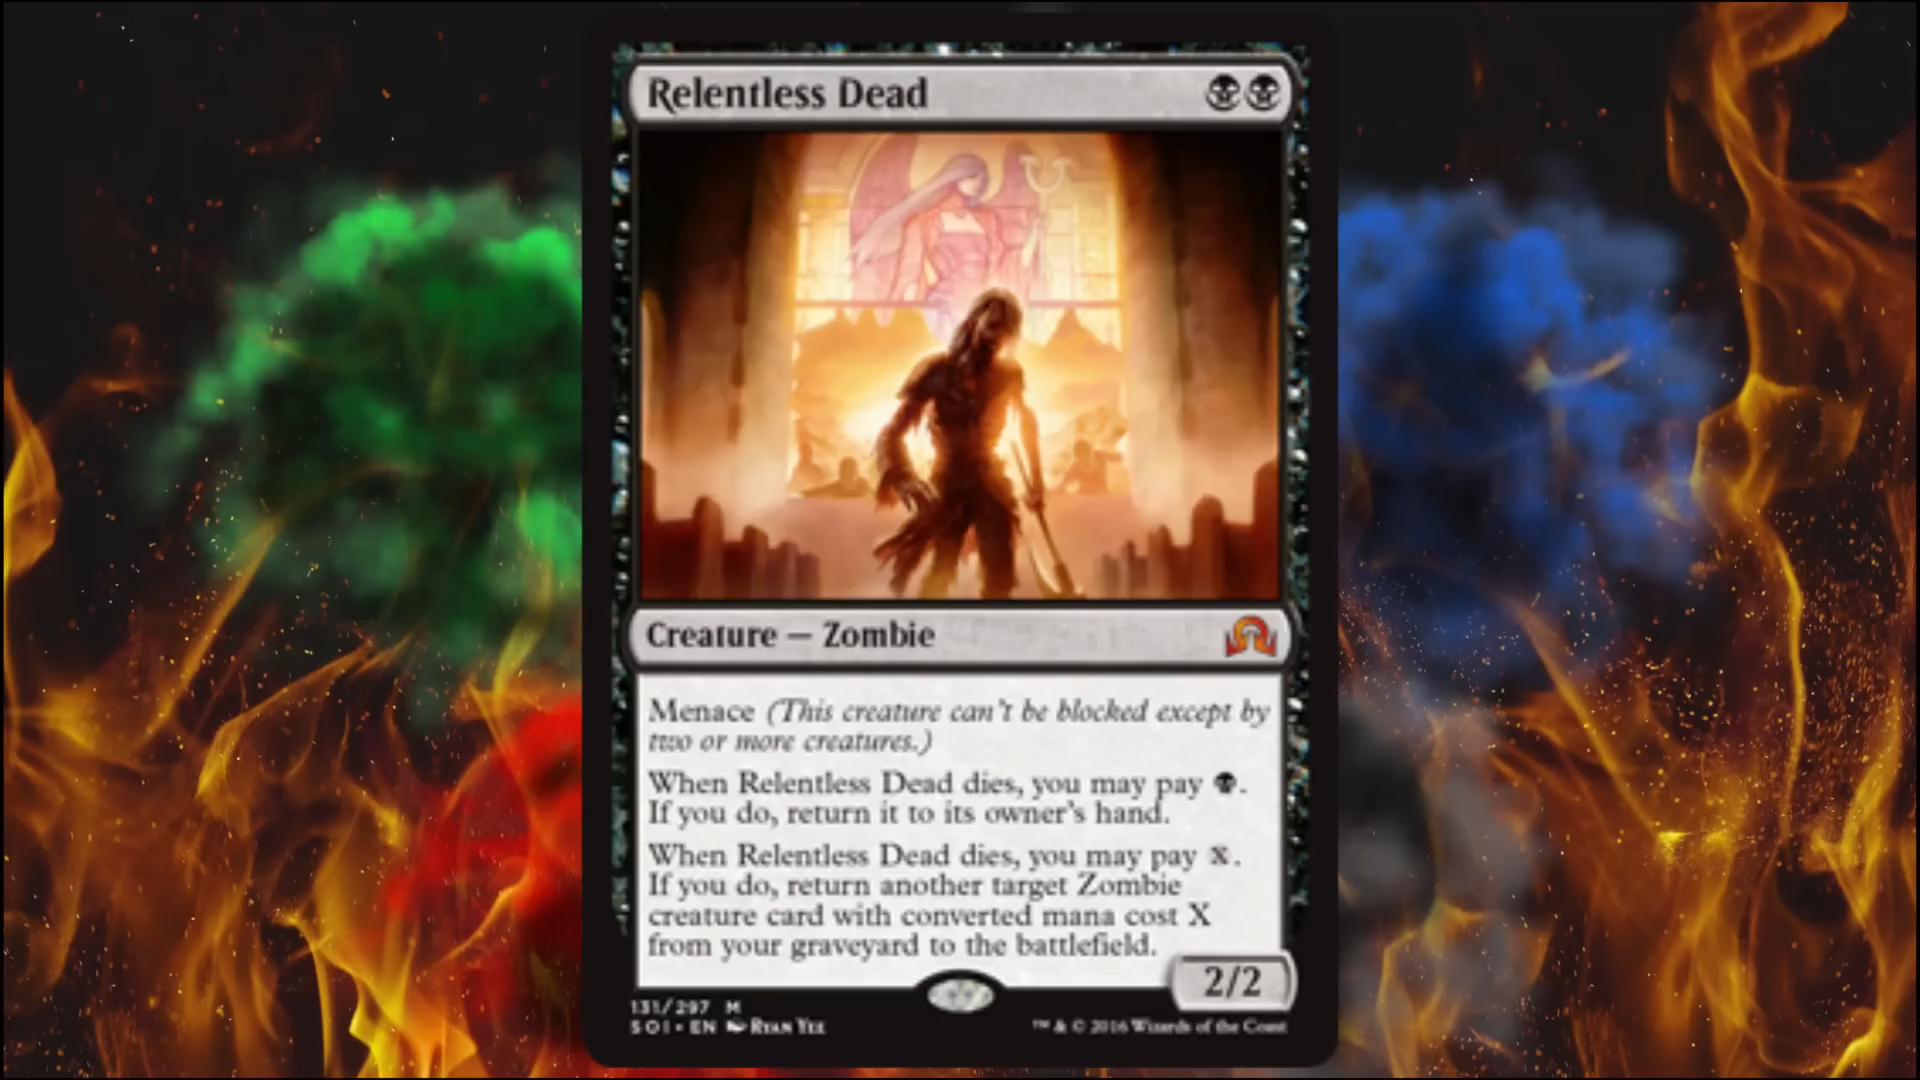 Relentless Dead
Creature — Zombie
Menace (This creature can't be blocked except by
two or more creatures.)
When Relentless Dead dies, you may pay .
If you do, return it to its owner's hand.
When Relentless Dead dies, you may pay X.
If you do, return another target Zombie
creature card with converted mana cost X
from your graveyard to the battlefield.
2/2
131/297 M
SOI • EN Ryan Yee
™ & © 2016 Wizards of the Coast